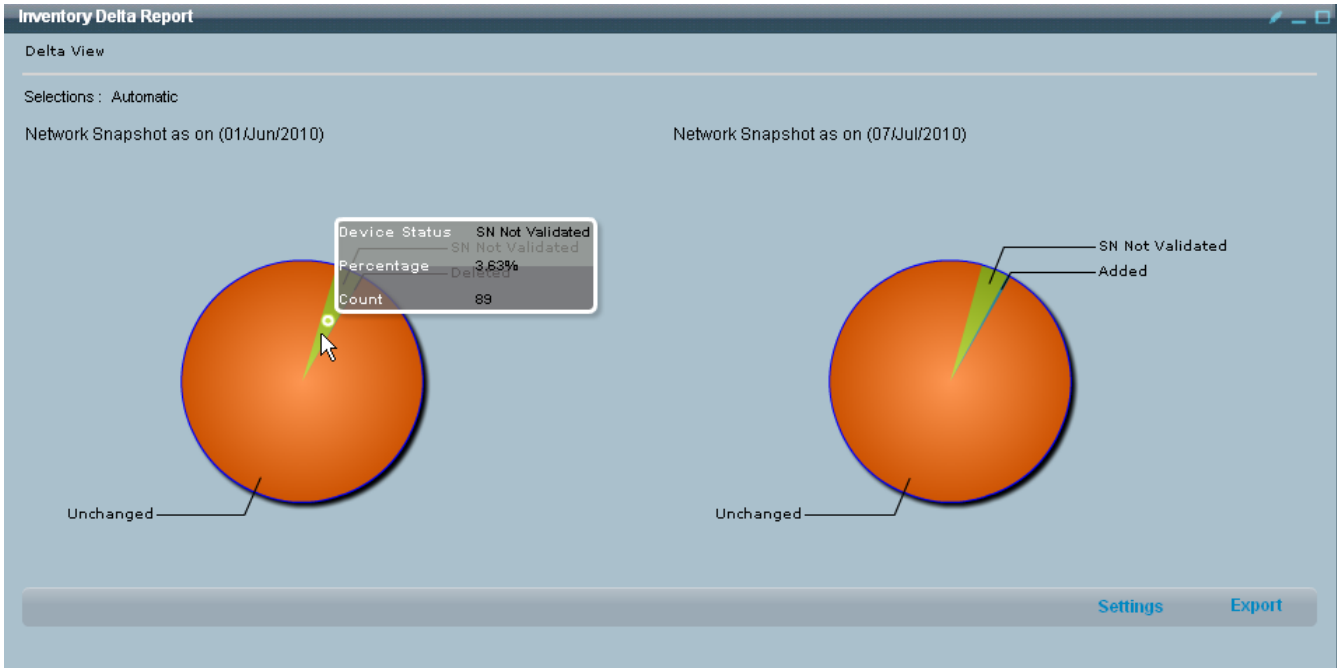 Inventory Delta Report
Delta View
Selections : Automatic
Network Snapshot as on (01/Jun/2010)
Network Snapshot as on (07/Jul/2010)
Device Status SN Not Validated
SN Not Validated
Percentage 3.63%
Deleted
Count 89
Unchanged
SN Not Validated
Added
Unchanged
Settings Export